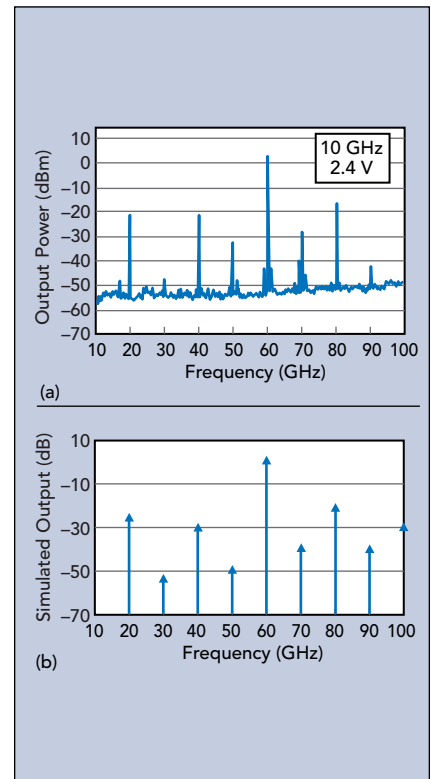 10 GHz
2.4 V
Output Power (dBm)
10
0
–10
–20
–30
–40
–50
–60
–70
10 20 30 40 50 60 70 80 90 100
Frequency (GHz)
(a)
Simulated Output (dB)
10
–10
–30
–50
–70
10 20 30 40 50 60 70 80 90 100
Frequency (GHz)
(b)